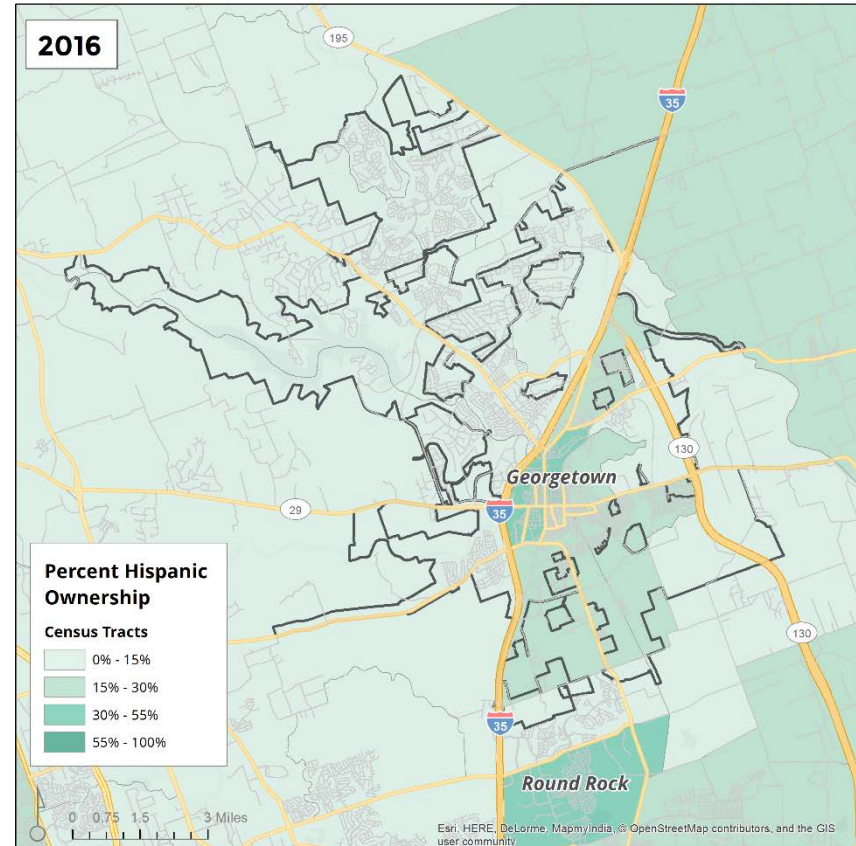 2016
195
35
Georgetown
130
29
35
130
35
Round Rock
Percent Hispanic
Ownership
Census Tracts
0% - 15%
15% - 30%
30% - 55%
55% - 100%
0 0.75 1.5 3 Miles
Esri, HERE, DeLorme, MapmyIndia, © OpenStreetMap contributors, and the GIS
user community